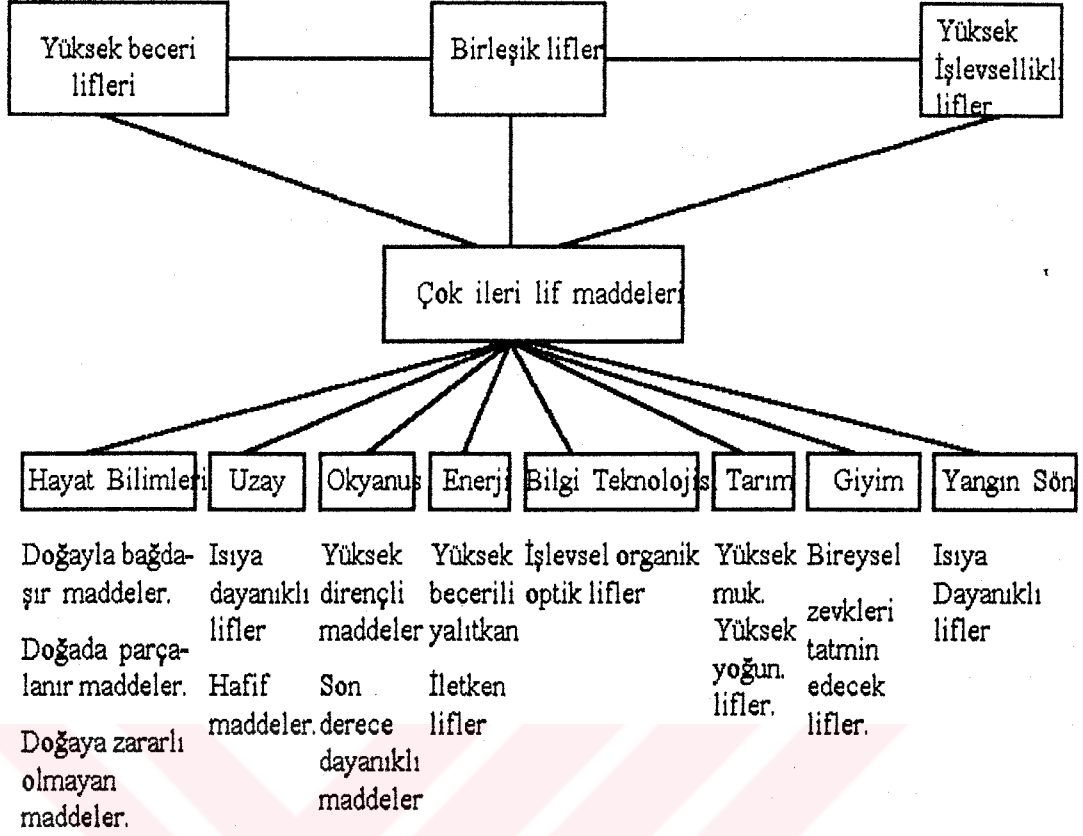 Yüksek beceri
lifleri
Birleşik lifler
Yüksek
İşlevsellikli
lifler
Çok ileri lif maddeleri
Hayat Bilimleri
Uzay
Okyanus
Enerji
Bilgi Teknolojis
Tarım
Giyim
Yangın Sön
Doğayla bağda-
şır maddeler.
Doğada parça-
lanır maddeler.
Doğaya zararlı
olmayan
maddeler.
Isıya
dayanıklı
lifler
Hafif
maddeler.
Yüksek
dirençli
maddeler
Son
derece
dayanıklı
maddeler
Yüksek
becerili
yalıtkan
İletken
lifler
İşlevsel organik
optik lifler
Yüksek
muk.
Yüksek
yoğun.
lifler.
Bireysel
zevkleri
tatmin
edecek
lifler.
Isıya
Dayanıklı
lifler